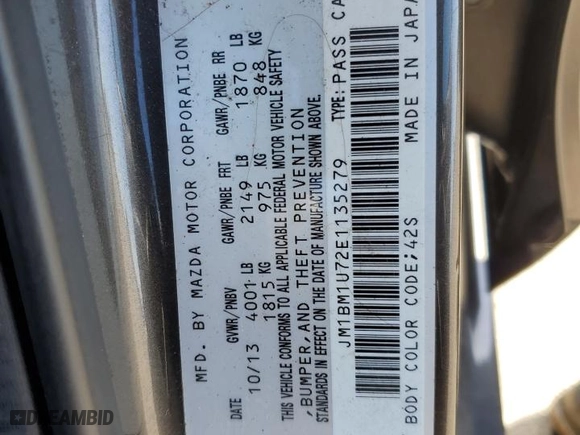 MFD. BY MAZDA MOTOR CORPORATION
GVWR/PNBV GAWR/PNBE FRT GAWR/PNBE RR
DATE 10/13 4001 LB 2149 LB 1870 LB
1815 KG 975 KG 848 KG
THIS VEHICLE CONFORMS TO ALL APPLICABLE FEDERAL MOTOR VEHICLE SAFETY
,BUMPER,AND THEFT PREVENTION
STANDARDS IN EFFECT ON THE DATE OF MANUFACTURE SHOWN ABOVE.
JM1BM1U72E1135279 TYPE: PASS CA
BODY COLOR CODE;42S MADE IN JAPA
DREAMBID